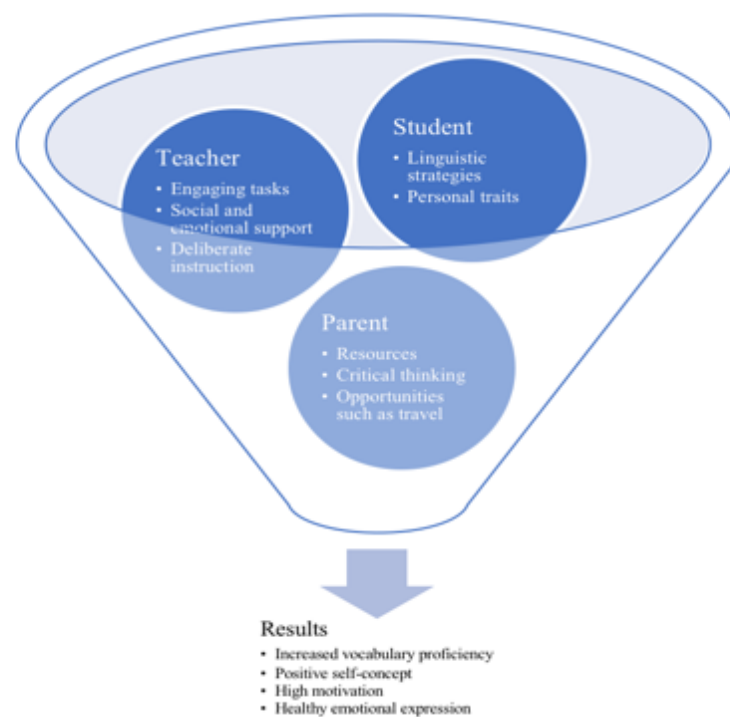 Teacher
• Engaging tasks
• Social and
emotional support
• Deliberate
instruction
Student
• Linguistic
strategies
• Personal traits
Parent
• Resources
• Critical thinking
• Opportunities
such as travel
Results
• Increased vocabulary proficiency
• Positive self-concept
• High motivation
• Healthy emotional expression